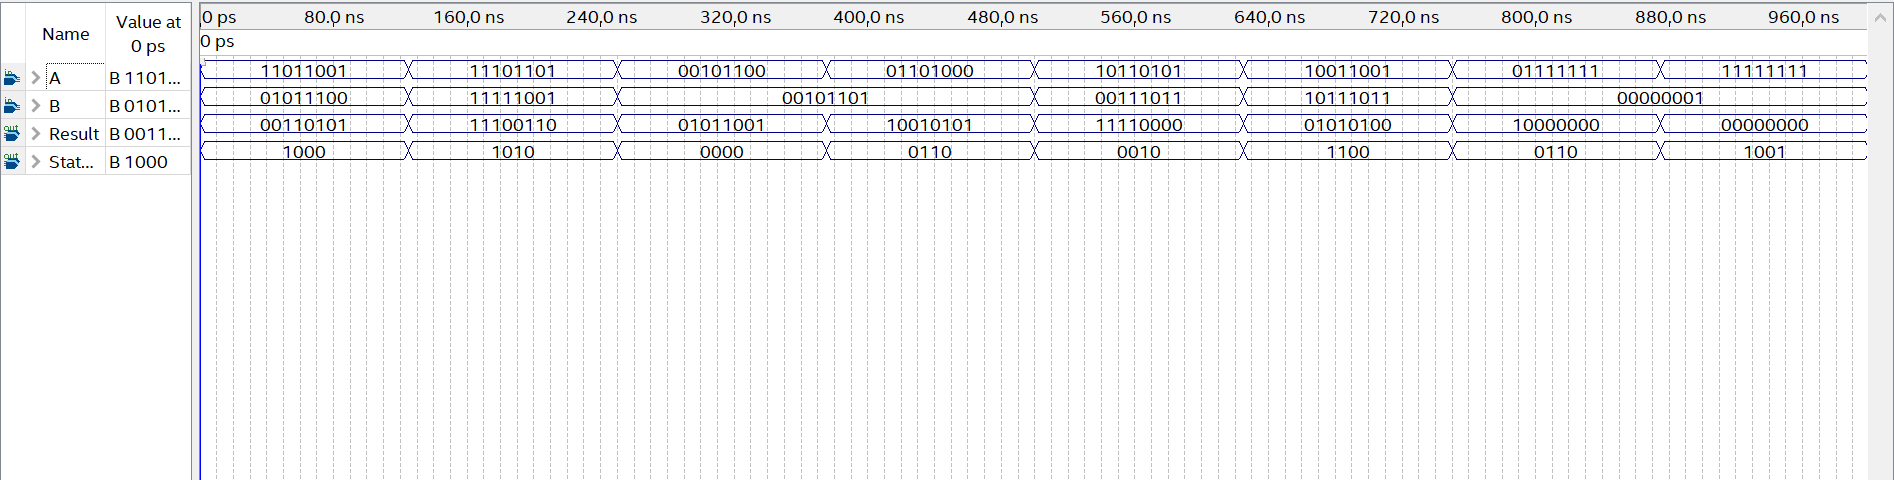 Name Value at 0 ps
0 ps 80,0 ns 160,0 ns 240,0 ns 320,0 ns 400,0 ns 480,0 ns 560,0 ns 640,0 ns 720,0 ns 800,0 ns 880,0 ns 960,0 ns
0 ps
A B 1101... 11011001 11101101 00101100 01101000 10110101 10011001 01111111 11111111
B B 0101... 01011100 11111001 00101101 00111011 10111011 00000001
Result B 0011... 00110101 11100110 01011001 10010101 11110000 01010100 10000000 00000000
Stat... B 1000 1000 1010 0000 0110 0010 1100 0110 1001